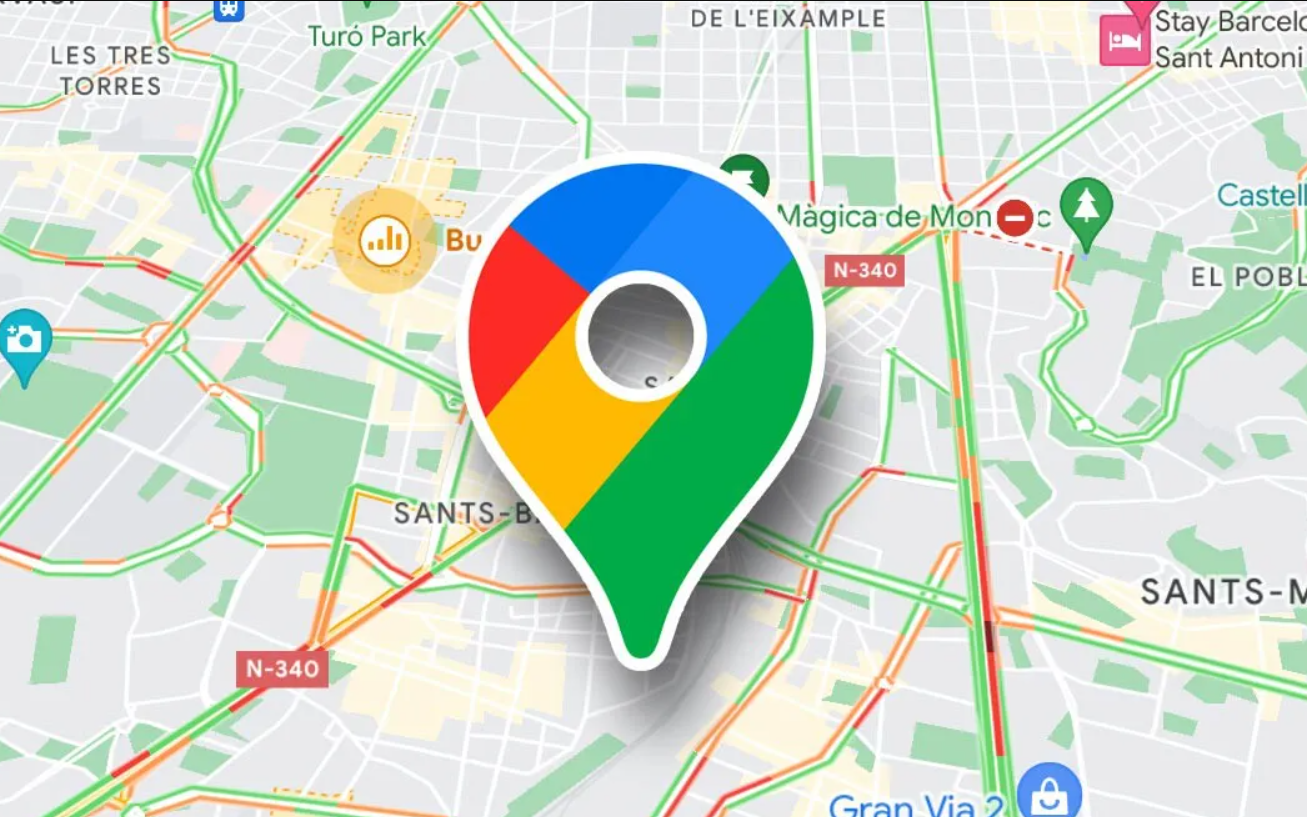 DE L'EIXAMPLE
Stay Barcelo
Sant Antoni
Turó Park
LES TRES
TORRES
Castell
Màgica de Mon c
Bu
N-340
EL POBL
SANTS-B
SANTS-M
N-340
Gran Via 2